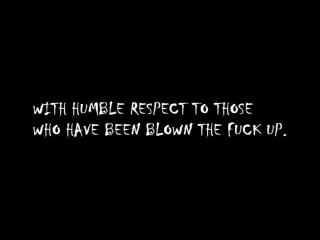 WITH HUMBLE RESPECT TO THOSE
WHO HAVE BEEN BLOWN THE FUCK UP.